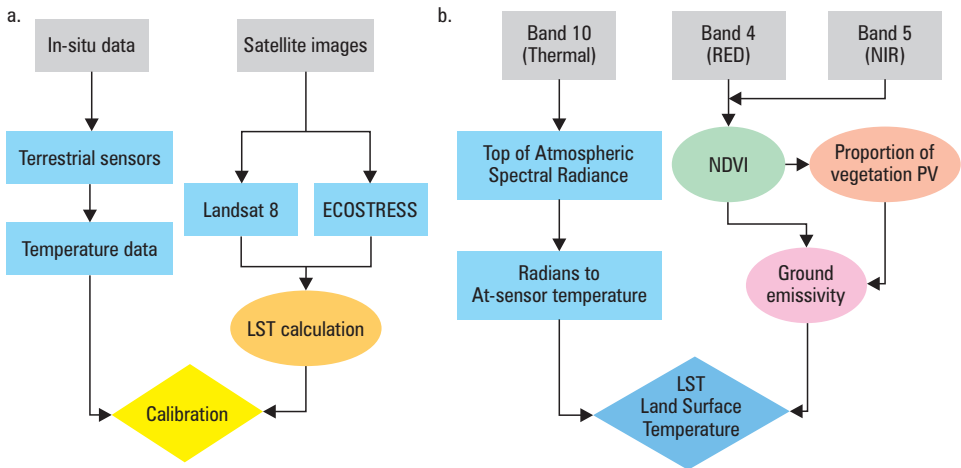 a.
In-situ data
Satellite images
Terrestrial sensors
Landsat 8
ECOSTRESS
Temperature data
LST calculation
Calibration
b.
Band 10
(Thermal)
Band 4
(RED)
Band 5
(NIR)
Top of Atmospheric
Spectral Radiance
NDVI
Proportion of
vegetation PV
Radians to
At-sensor temperature
Ground
emissivity
LST
Land Surface
Temperature